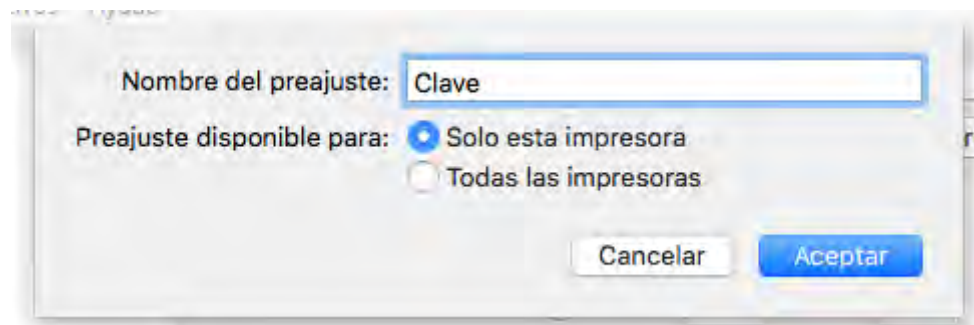 Nombre del preajuste: Clave
Preajuste disponible para: Solo esta impresora
Todas las impresoras
Cancelar Aceptar